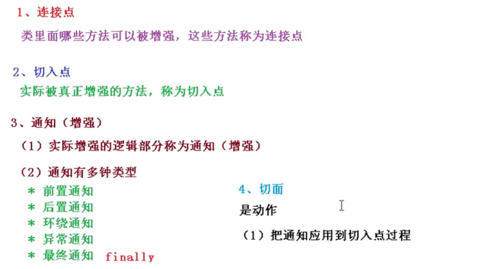 1、连接点
类里面哪些方法可以被增强，这些方法称为连接点
2、切入点
实际被真正增强的方法，称为切入点
3、通知（增强）
（1）实际增强的逻辑部分称为通知（增强）
（2）通知有多钟类型
* 前置通知
* 后置通知
* 环绕通知
* 异常通知
* 最终通知 finally
4、切面
是动作
（1）把通知应用到切入点过程